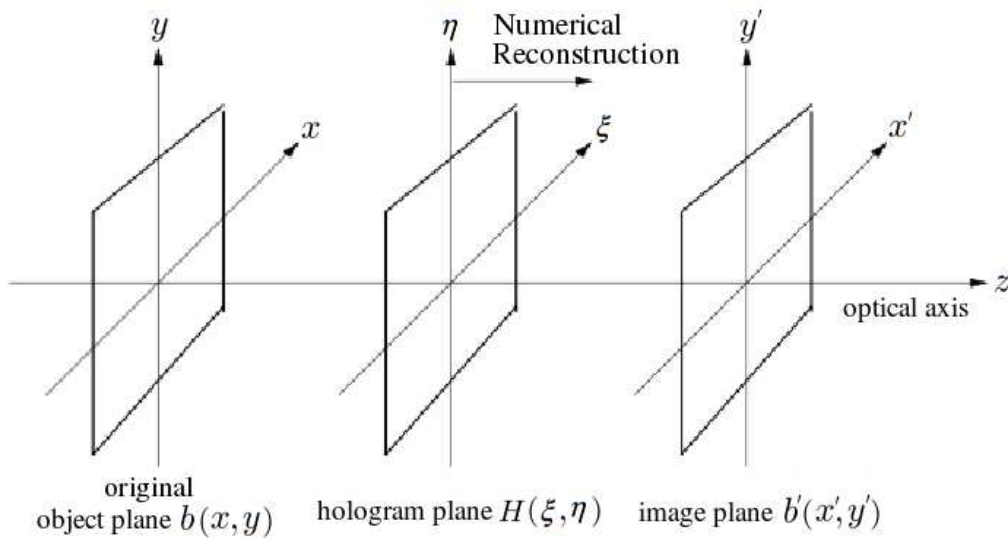 y
η
Numerical
Reconstruction
y′
x
ξ
x′
z
optical axis
original
object plane b(x,y)
hologram plane H(ξ,η)
image plane b′(x′,y′)